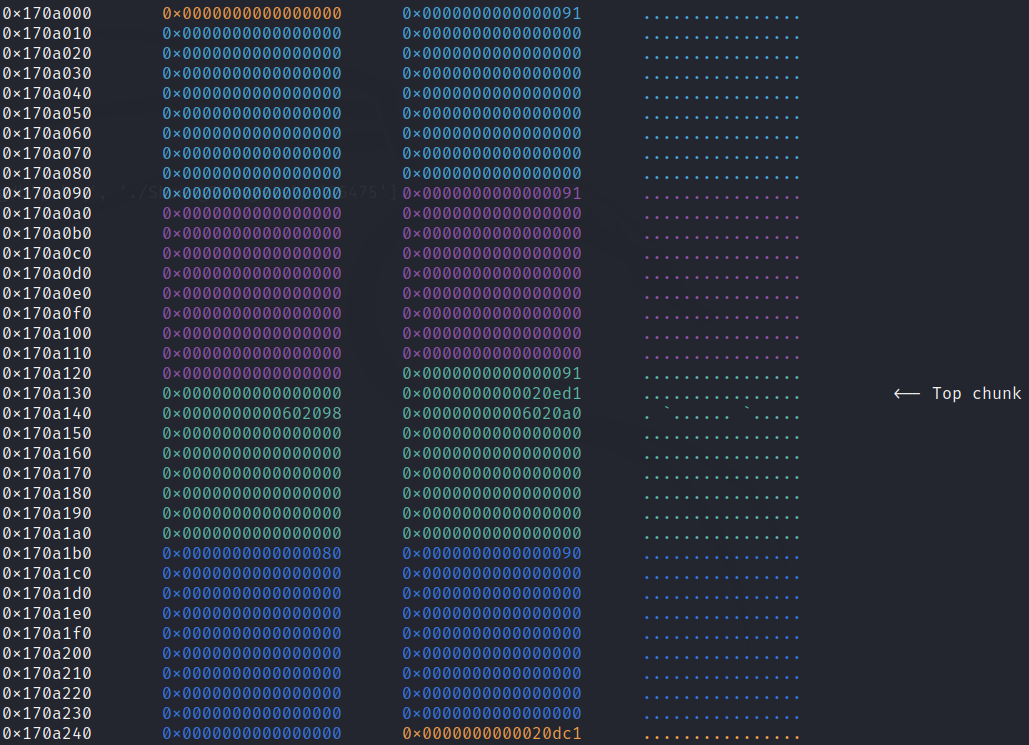 0x170a000 0x0000000000000000 0x0000000000000091 ................
0x170a010 0x0000000000000000 0x0000000000000000 ................
0x170a020 0x0000000000000000 0x0000000000000000 ................
0x170a030 0x0000000000000000 0x0000000000000000 ................
0x170a040 0x0000000000000000 0x0000000000000000 ................
0x170a050 0x0000000000000000 0x0000000000000000 ................
0x170a060 0x0000000000000000 0x0000000000000000 ................
0x170a070 0x0000000000000000 0x0000000000000000 ................
0x170a080 0x0000000000000000 0x0000000000000000 ................
0x170a090 0x0000000000000000 0x0000000000000091 ................
0x170a0a0 0x0000000000000000 0x0000000000000000 ................
0x170a0b0 0x0000000000000000 0x0000000000000000 ................
0x170a0c0 0x0000000000000000 0x0000000000000000 ................
0x170a0d0 0x0000000000000000 0x0000000000000000 ................
0x170a0e0 0x0000000000000000 0x0000000000000000 ................
0x170a0f0 0x0000000000000000 0x0000000000000000 ................
0x170a100 0x0000000000000000 0x0000000000000000 ................
0x170a110 0x0000000000000000 0x0000000000000000 ................
0x170a120 0x0000000000000000 0x0000000000000091 ................
0x170a130 0x0000000000000000 0x0000000000020ed1 ................ <-- Top chunk
0x170a140 0x0000000000602098 0x00000000006020a0 . `..... `.....
0x170a150 0x0000000000000000 0x0000000000000000 ................
0x170a160 0x0000000000000000 0x0000000000000000 ................
0x170a170 0x0000000000000000 0x0000000000000000 ................
0x170a180 0x0000000000000000 0x0000000000000000 ................
0x170a190 0x0000000000000000 0x0000000000000000 ................
0x170a1a0 0x0000000000000000 0x0000000000000000 ................
0x170a1b0 0x0000000000000080 0x0000000000000090 ................
0x170a1c0 0x0000000000000000 0x0000000000000000 ................
0x170a1d0 0x0000000000000000 0x0000000000000000 ................
0x170a1e0 0x0000000000000000 0x0000000000000000 ................
0x170a1f0 0x0000000000000000 0x0000000000000000 ................
0x170a200 0x0000000000000000 0x0000000000000000 ................
0x170a210 0x0000000000000000 0x0000000000000000 ................
0x170a220 0x0000000000000000 0x0000000000000000 ................
0x170a230 0x0000000000000000 0x0000000000000000 ................
0x170a240 0x0000000000000000 0x0000000000020dc1 ................